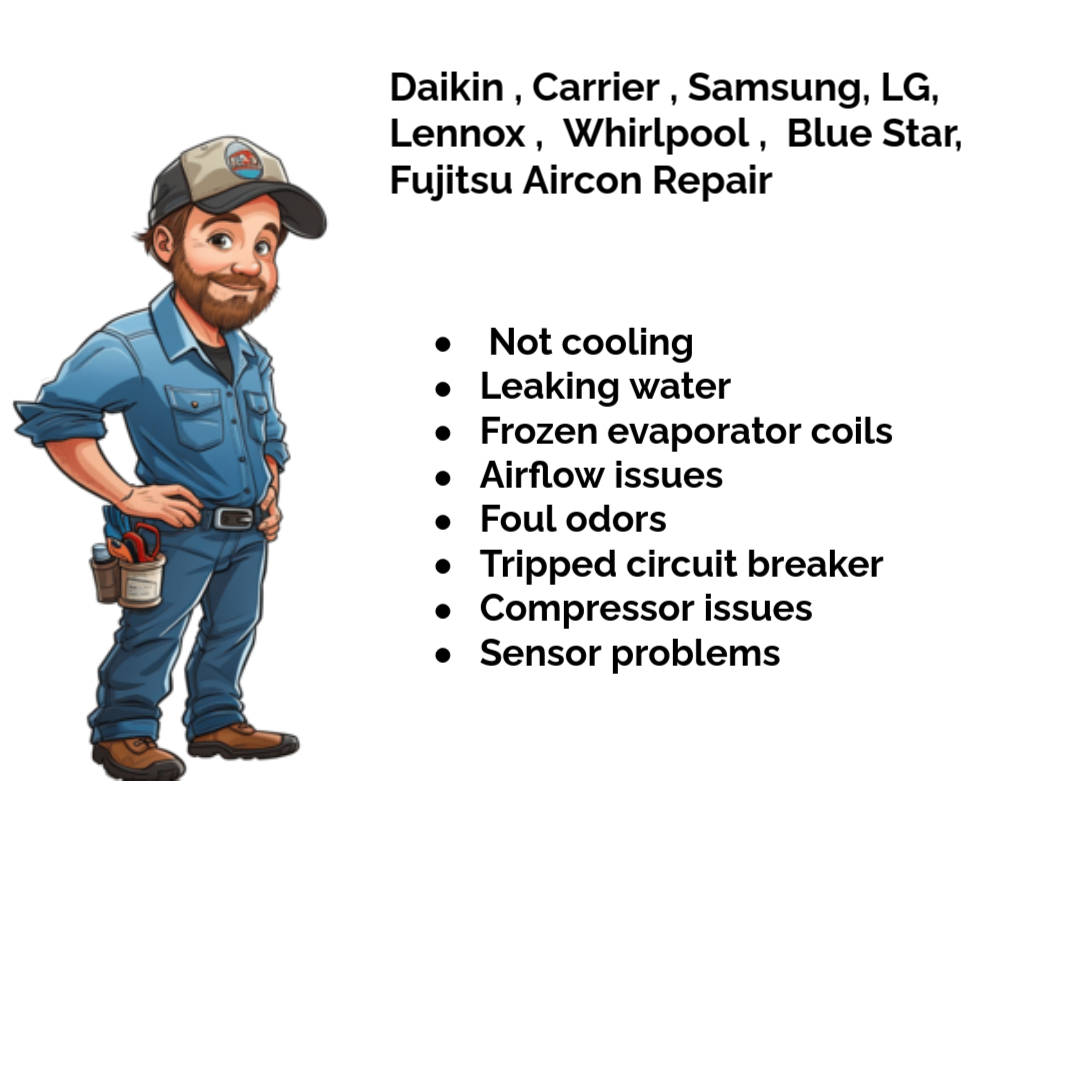 Daikin , Carrier , Samsung, LG,
Lennox ,  Whirlpool ,  Blue Star,
Fujitsu Aircon Repair
● Not cooling
● Leaking water
● Frozen evaporator coils
● Airflow issues
● Foul odors
● Tripped circuit breaker
● Compressor issues
● Sensor problems